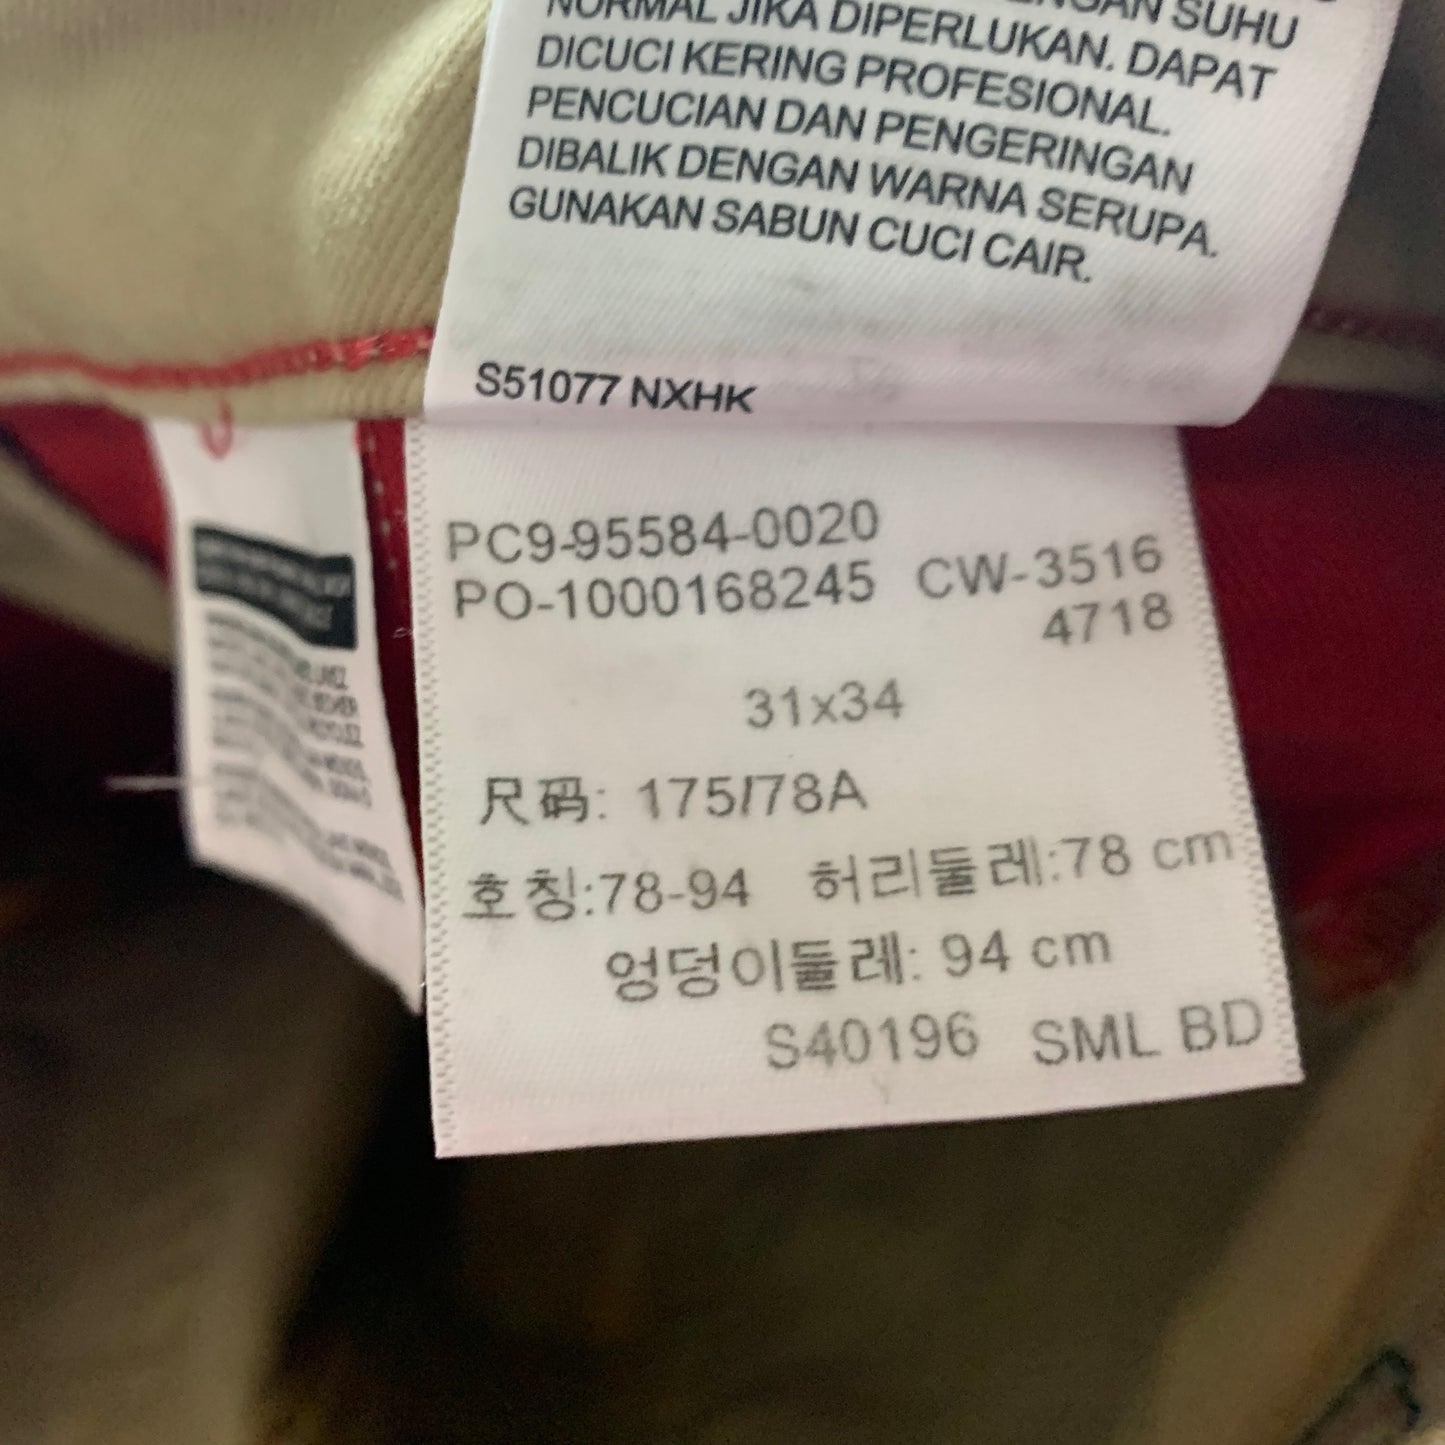 DENGAN SUHU
NORMAL JIKA DIPERLUKAN. DAPAT
DICUCI KERING PROFESIONAL.
PENCUCIAN DAN PENGERINGAN
DIBALIK DENGAN WARNA SERUPA.
GUNAKAN SABUN CUCI CAIR.
S51077 NXHK
PC9-95584-0020
PO-1000168245 CW-3516
4718
31x34
尺码: 175/78A
호칭:78-94 허리둘레:78 cm
엉덩이둘레: 94 cm
S40196 SML BD